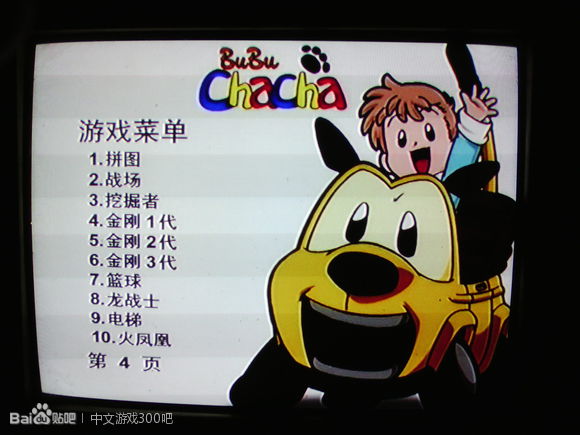 BuBu
ChaCha
游戏菜单
1.拼图
2.战场
3.挖掘者
4.金刚 1 代
5.金刚 2 代
6.金刚 3 代
7.篮球
8.龙战士
9.电梯
10.火凤凰
第 4 页
Bai贴吧 | 中文游戏300吧